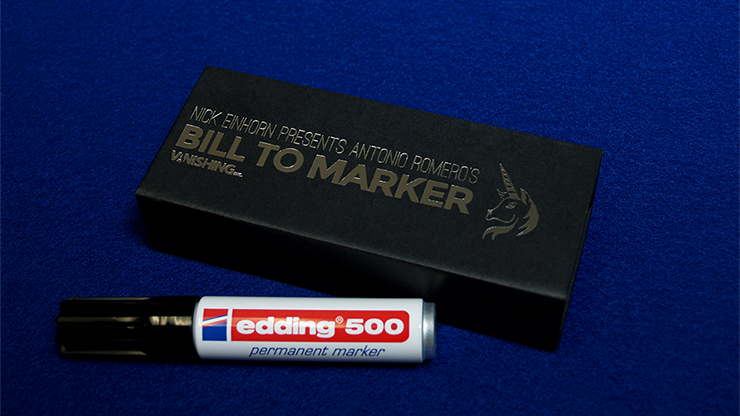 NICK EINHORN PRESENTS ANTONIO ROMERO'S
BILL TO MARKER
VANISHING INC.
edding® 500
permanent marker